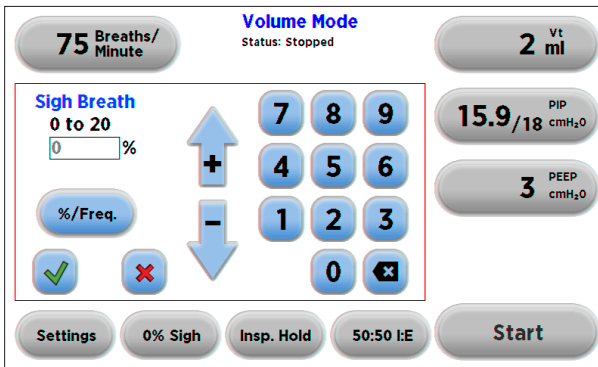 75 Breaths/
Minute
Volume Mode
Status: Stopped
2 Vt
ml
Sigh Breath
0 to 20
0 %
%/Freq.
+
−
7 8 9
4 5 6
1 2 3
0
15.9/18 PIP
cmH₂0
3 PEEP
cmH₂0
Settings
0% Sigh
Insp. Hold
50:50 I:E
Start